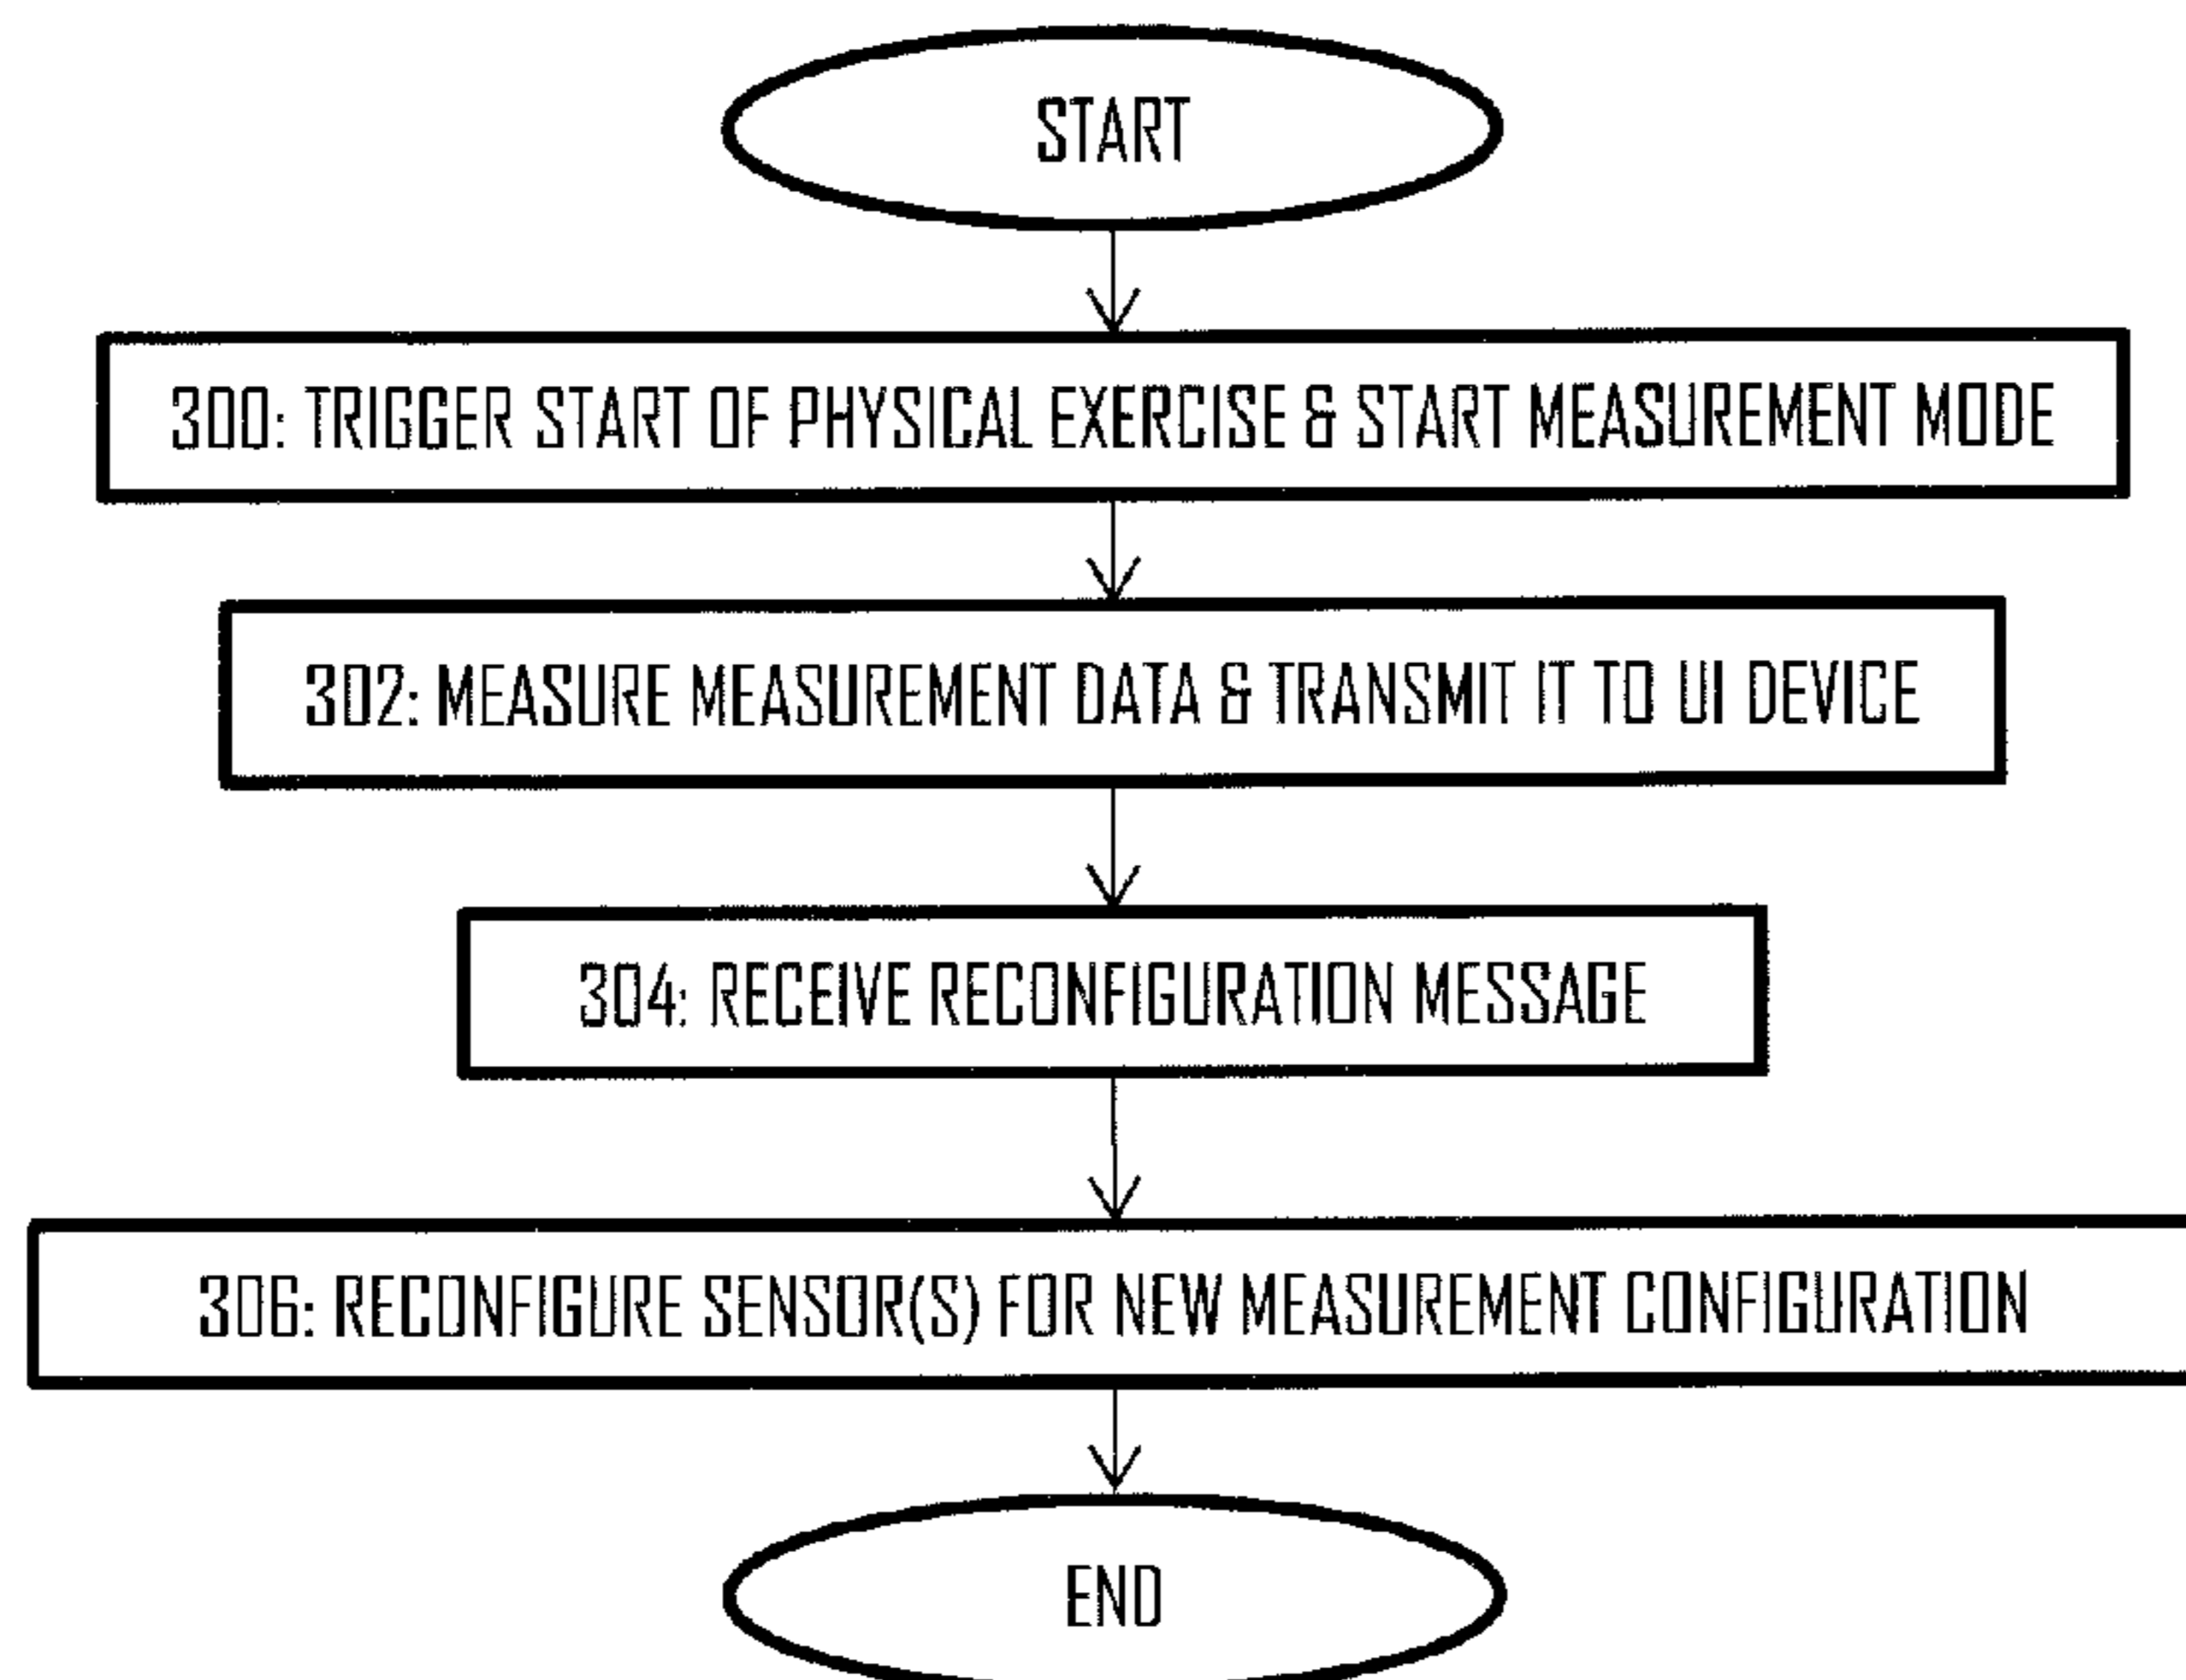 START
300: TRIGGER START OF PHYSICAL EXERCISE & START MEASUREMENT MODE
302: MEASURE MEASUREMENT DATA & TRANSMIT IT TO UI DEVICE
304: RECEIVE RECONFIGURATION MESSAGE
306: RECONFIGURE SENSOR(S) FOR NEW MEASUREMENT CONFIGURATION
END